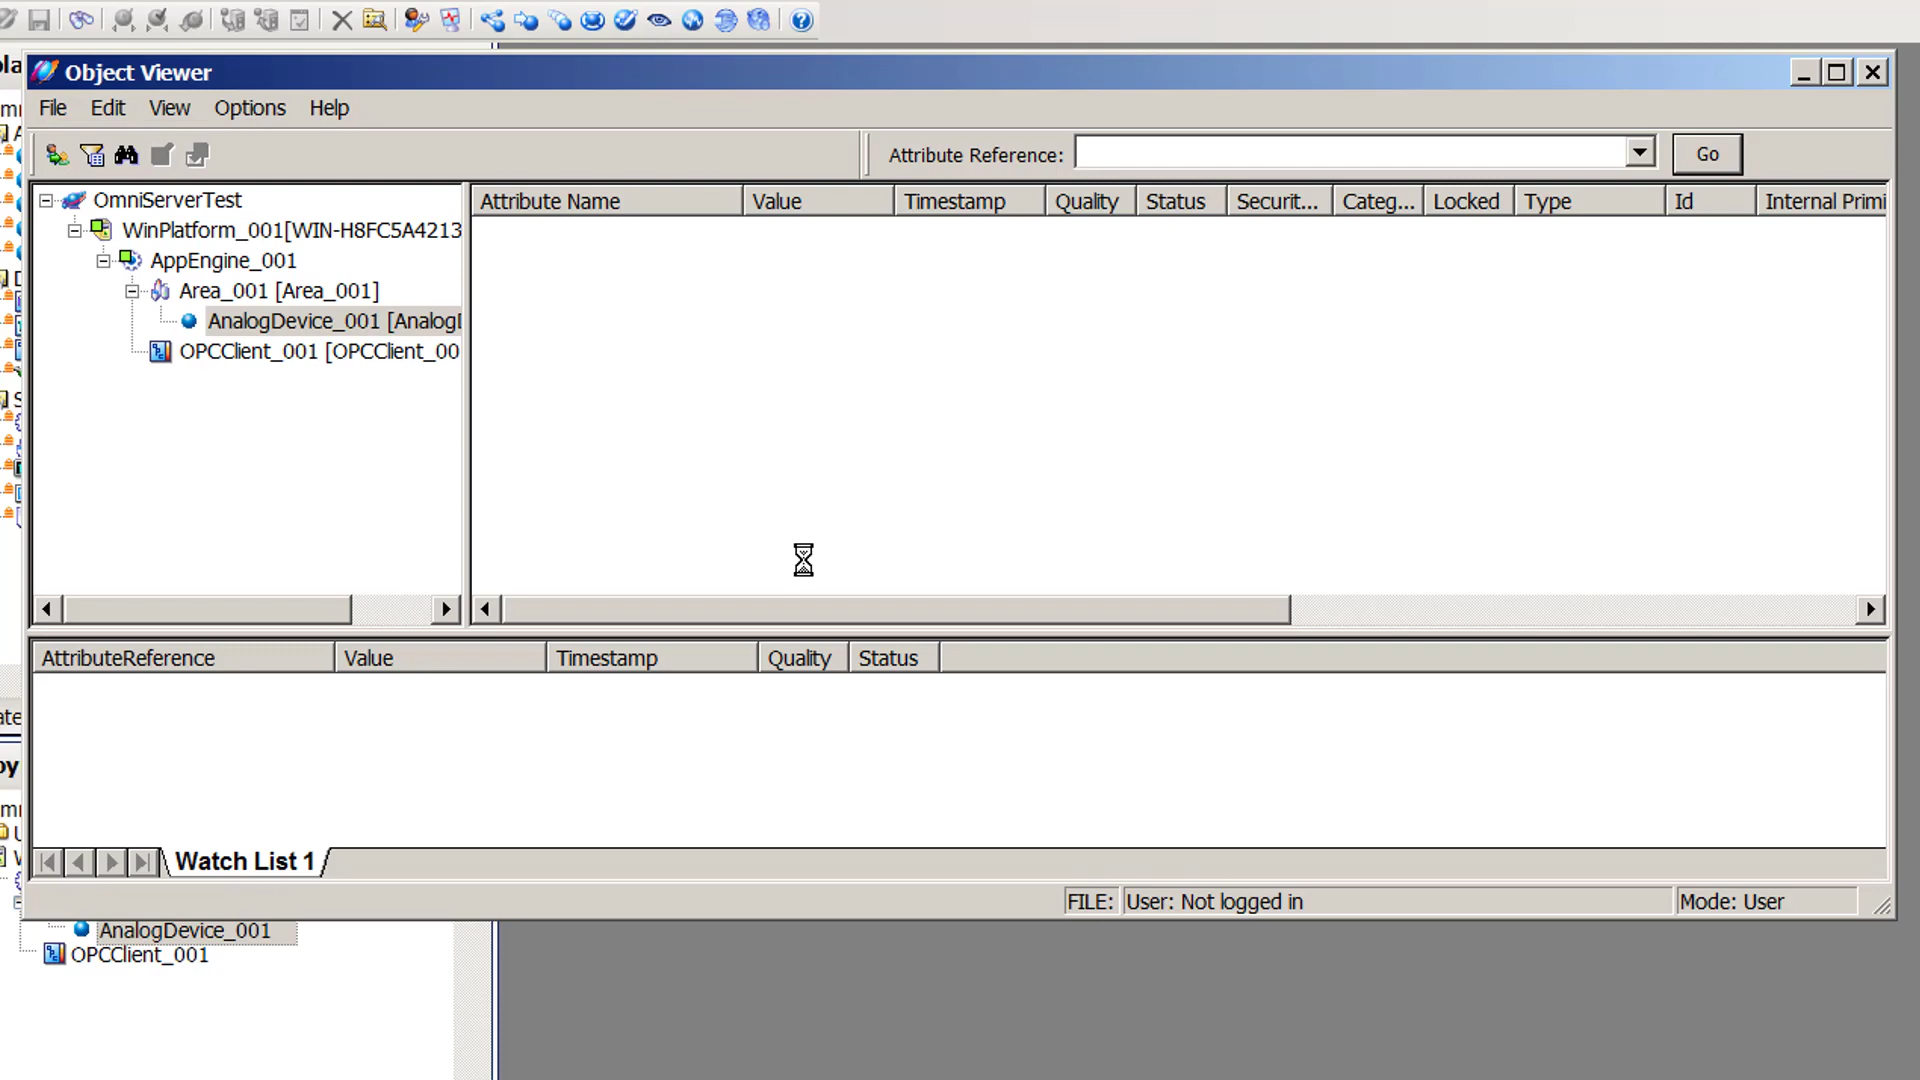 Object Viewer
File Edit View Options Help
Attribute Reference: Go
OmniServerTest
WinPlatform_001[WIN-H8FC5A4213
AppEngine_001
Area_001 [Area_001]
AnalogDevice_001 [Analog
OPCClient_001 [OPCClient_00
Attribute Name Value Timestamp Quality Status Securit... Categ... Locked Type Id Internal Primi
AttributeReference Value Timestamp Quality Status
Watch List 1
FILE: User: Not logged in Mode: User
AnalogDevice_001
OPCClient_001